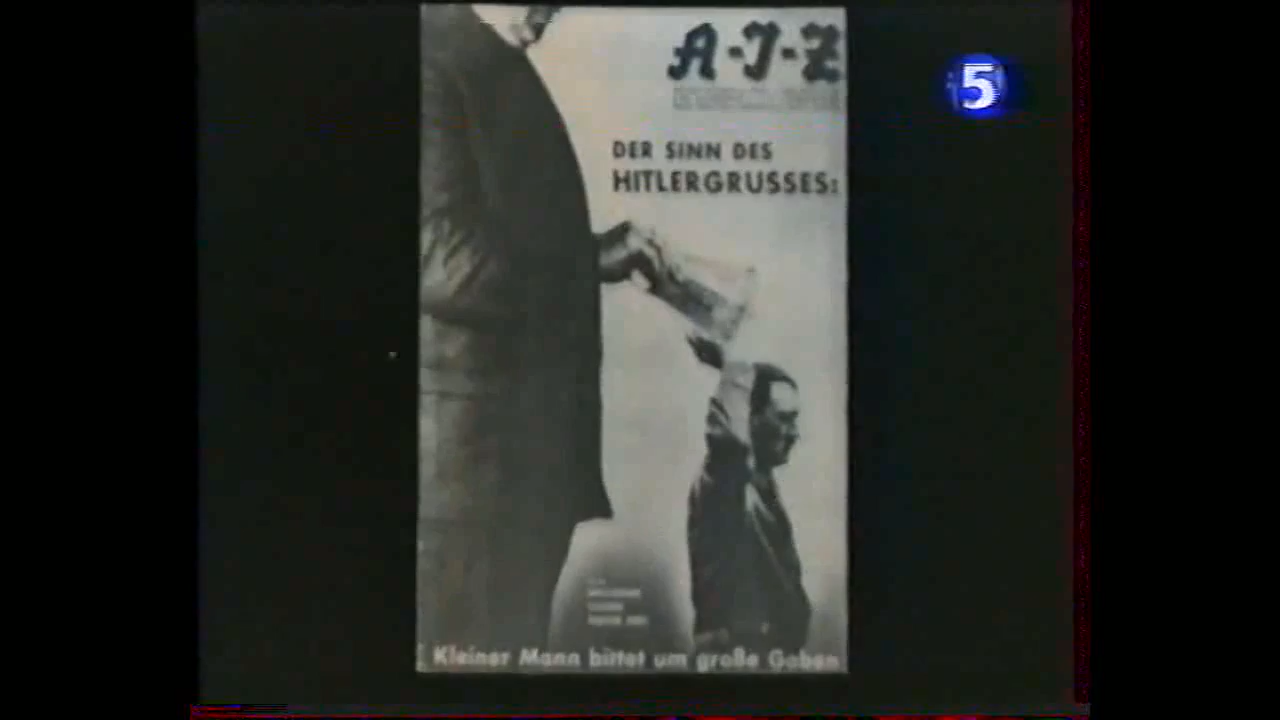 A-J-Z
5
DER SINN DES
HITLERGRUSSES:
Kleiner Mann bittet um große Gaben